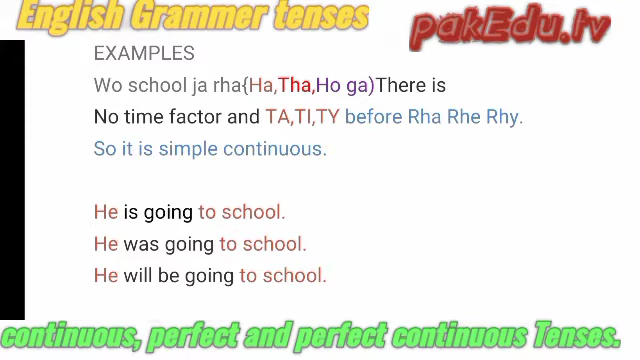 English Grammer tenses
pakEdu.tv
EXAMPLES
Wo school ja rha{Ha,Tha,Ho ga)There is
No time factor and TA,TI,TY before Rha Rhe Rhy.
So it is simple continuous.
He is going to school.
He was going to school.
He will be going to school.
continuous, perfect and perfect continuous Tenses.